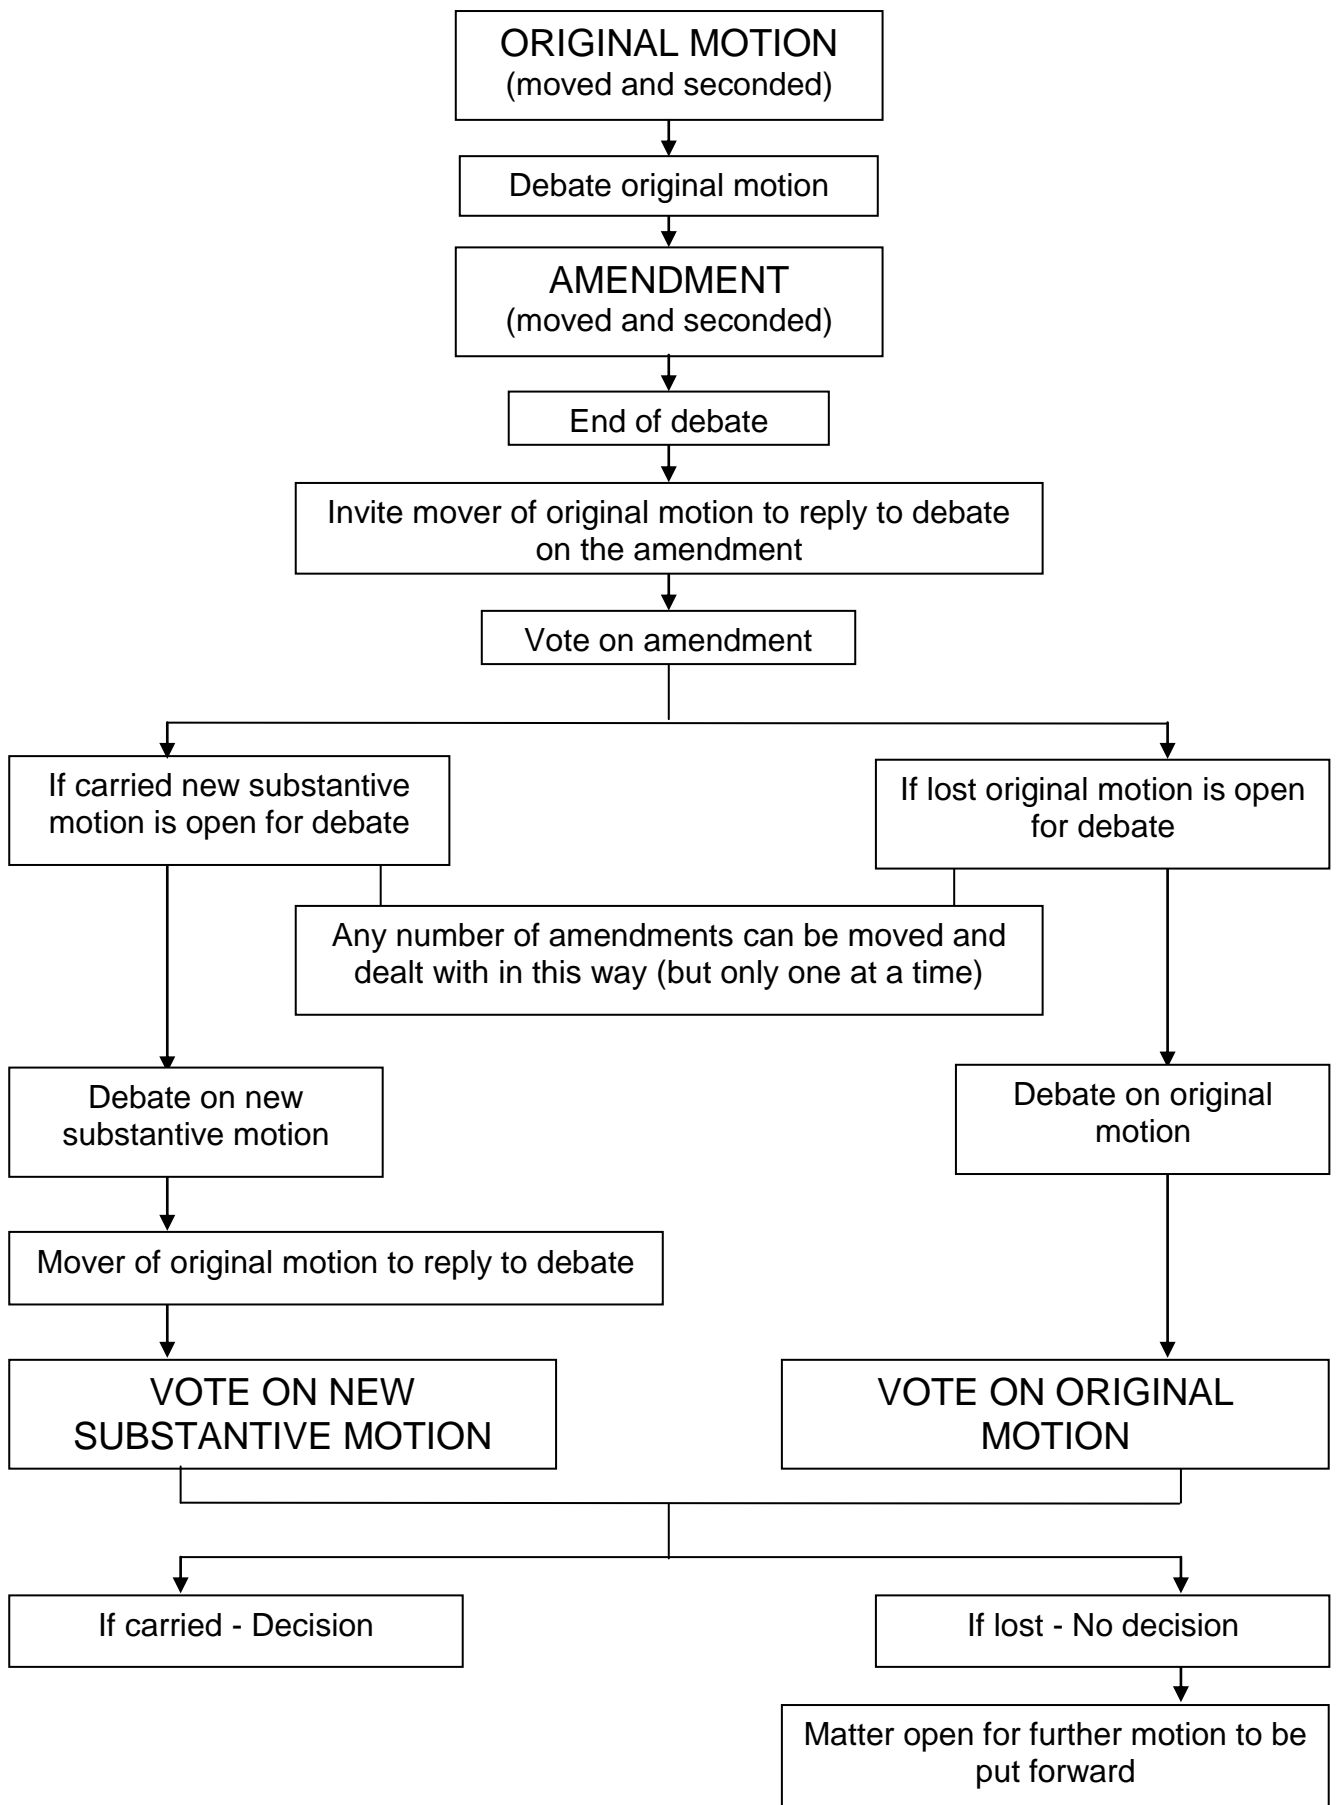 ORIGINAL MOTION
(moved and seconded)
Debate original motion
AMENDMENT
(moved and seconded)
End of debate
Invite mover of original motion to reply to debate
on the amendment
Vote on amendment
If carried new substantive
motion is open for debate
If lost original motion is open
for debate
Any number of amendments can be moved and
dealt with in this way (but only one at a time)
Debate on new
substantive motion
Debate on original
motion
Mover of original motion to reply to debate
VOTE ON NEW
SUBSTANTIVE MOTION
VOTE ON ORIGINAL
MOTION
If carried - Decision
If lost - No decision
Matter open for further motion to be
put forward